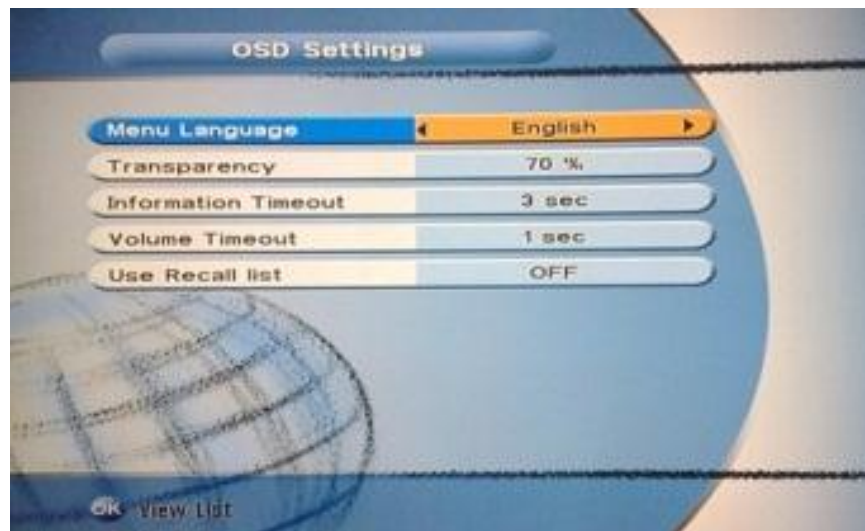 OSD Settings
Menu Language English
Transparency 70 %
Information Timeout 3 sec
Volume Timeout 1 sec
Use Recall list OFF
OK View List